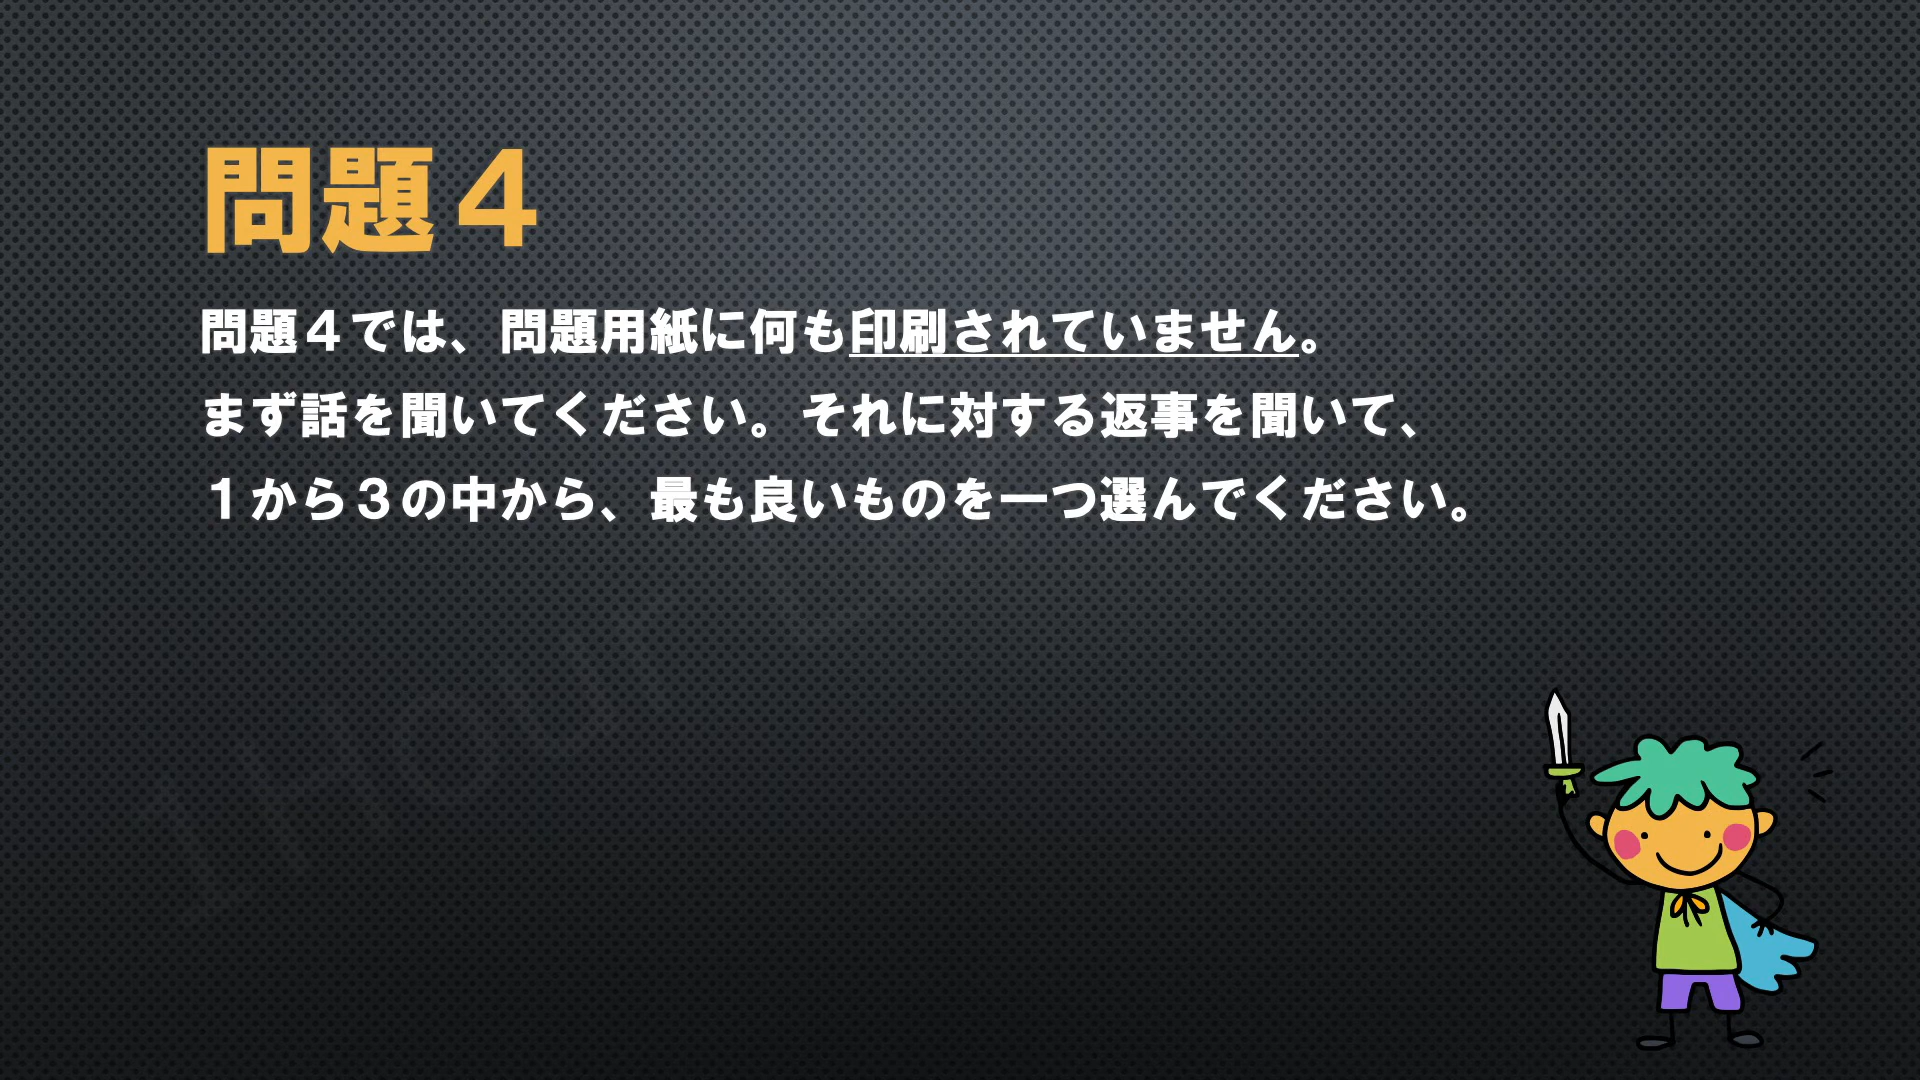 問題４
問題４では、問題用紙に何も印刷されていません。
まず話を聞いてください。それに対する返事を聞いて、
１から３の中から、最も良いものを一つ選んでください。